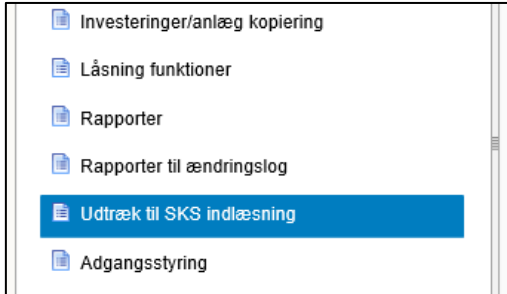 Investeringer/anlæg kopiering
Låsning funktioner
Rapporter
Rapporter til ændringslog
Udtræk til SKS indlæsning
Adgangsstyring